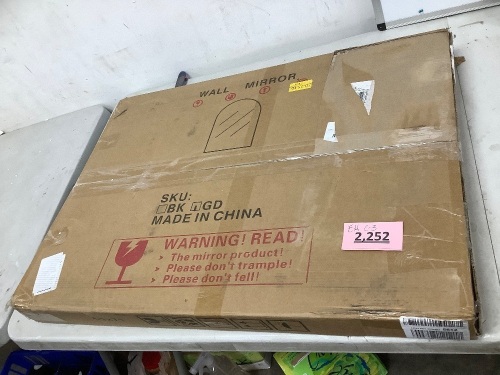 WALL MIRROR
SKU:
BK GD
MADE IN CHINA
WARNING! READ!
The mirror product!
Please don't trample!
Please don't fell!
2,252